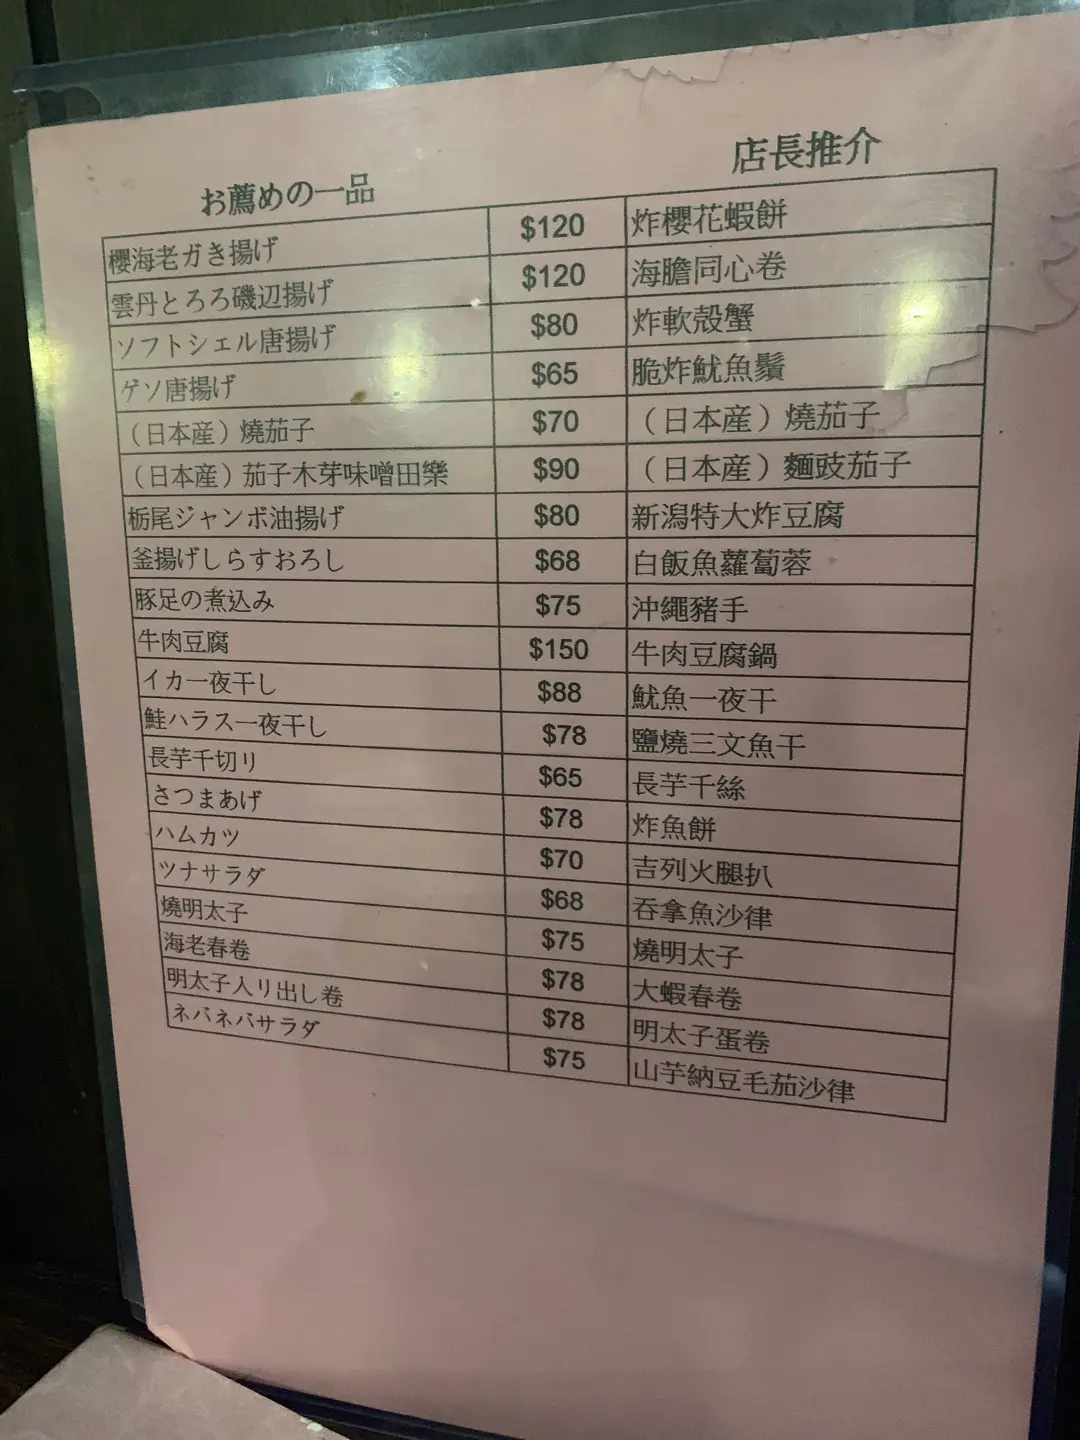 お薦めの一品 店長推介
櫻海老ガき揚げ $120 炸櫻花蝦餅
雲丹とろろ磯辺揚げ $120 海膽同心卷
ソフトシェル唐揚げ $80 炸軟殻蟹
ゲソ唐揚げ $65 脆炸魷魚鬚
（日本産）燒茄子 $70 （日本産）燒茄子
（日本産）茄子木芽味噌田樂 $90 （日本産）麵豉茄子
栃尾ジャンボ油揚げ $80 新潟特大炸豆腐
釜揚げしらすおろし $68 白飯魚蘿蔔蓉
豚足の煮込み $75 沖繩豬手
牛肉豆腐 $150 牛肉豆腐鍋
イカ一夜干し $88 魷魚一夜干
鮭ハラス一夜干し $78 鹽燒三文魚干
長芋千切り $65 長芋千絲
さつまあげ $78 炸魚餅
ハムカツ $70 吉列火腿扒
ツナサラダ $68 吞拿魚沙律
燒明太子 $75 燒明太子
海老春卷 $78 大蝦春卷
明太子入り出し卷 $78 明太子蛋卷
ネバネバサラダ $75 山芋納豆毛茄沙律